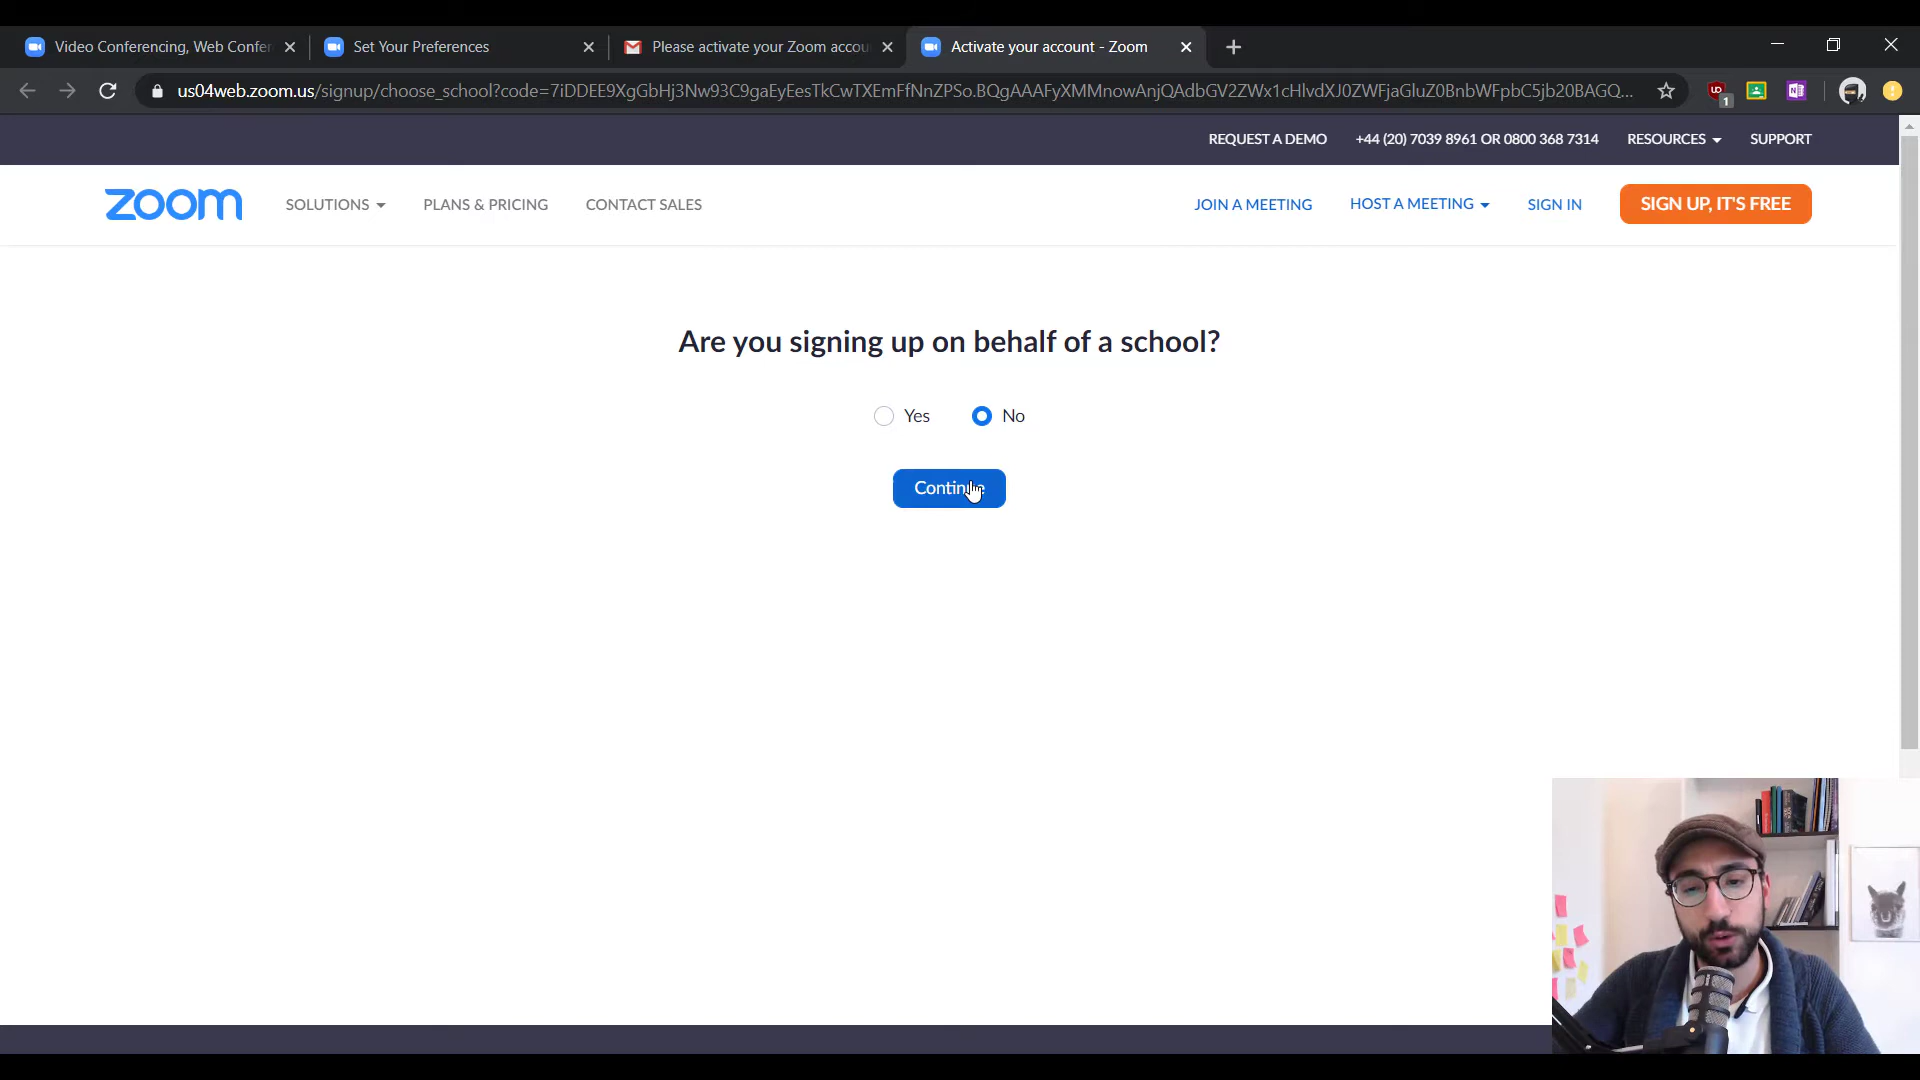 Video Conferencing, Web Confer
Set Your Preferences
Please activate your Zoom accou
Activate your account - Zoom
us04web.zoom.us/signup/choose_school?code=7iDDEE9XgGbHj3Nw93C9gaEyEesTkCwTXEmFfNnZPSo.BQgAAAFyXMMnowAnjQAdbGV2ZWx1cHlvdXJ0ZWFjaGluZ0BnbWFpbC5jb20BAGQ...
REQUEST A DEMO
+44 (20) 7039 8961 OR 0800 368 7314
RESOURCES
SUPPORT
zoom
SOLUTIONS
PLANS & PRICING
CONTACT SALES
JOIN A MEETING
HOST A MEETING
SIGN IN
SIGN UP, IT'S FREE
Are you signing up on behalf of a school?
Yes
No
Continue